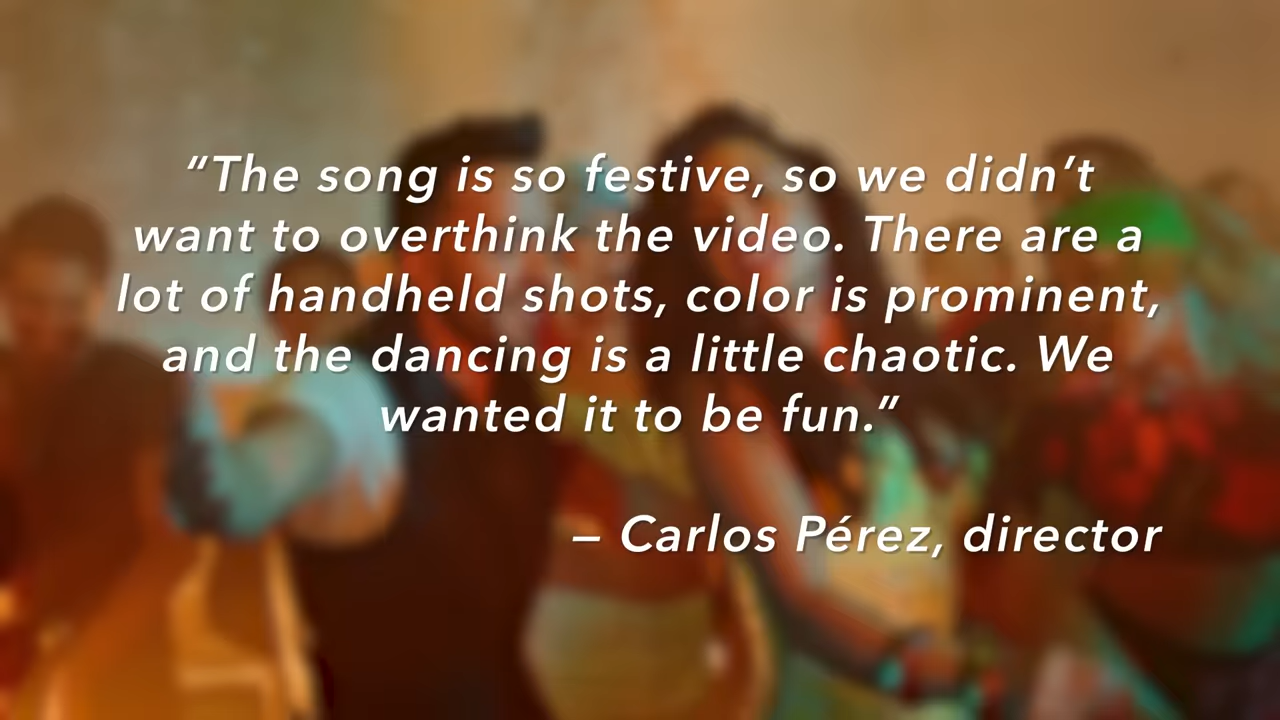 “The song is so festive, so we didn’t
want to overthink the video. There are a
lot of handheld shots, color is prominent,
and the dancing is a little chaotic. We
wanted it to be fun.”
– Carlos Pérez, director